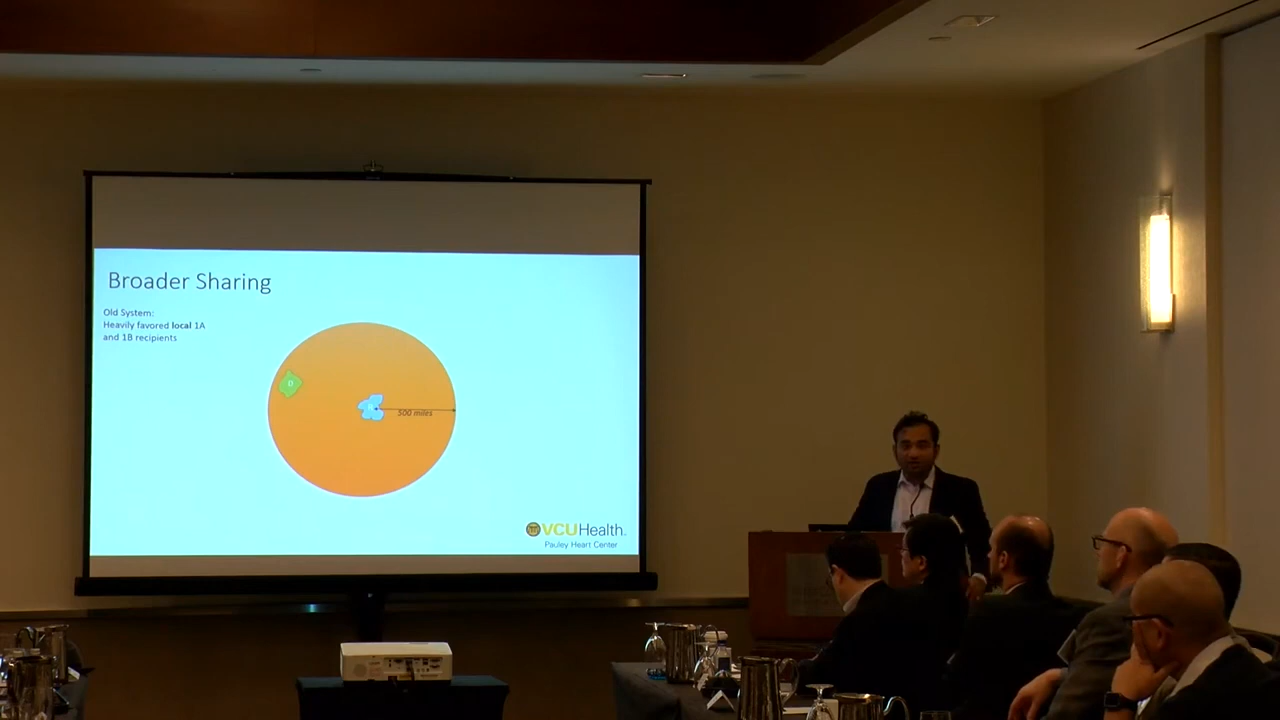 Broader Sharing
Old System:
Heavily favored local 1A
and 1B recipients
D
500 miles
VCUHealth.
Pauley Heart Center